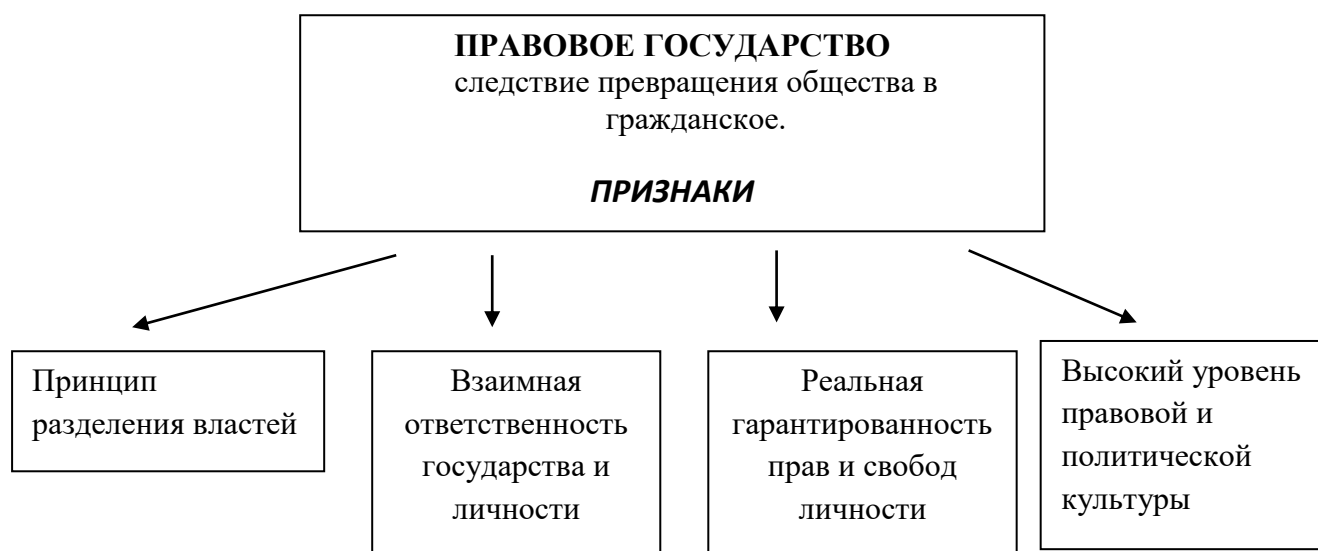 ПРАВОВОЕ ГОСУДАРСТВО
следствие превращения общества в
гражданское.
ПРИЗНАКИ
Принцип
разделения властей
Взаимная
ответственность
государства и
личности
Реальная
гарантированность
прав и свобод
личности
Высокий уровень
правовой и
политической
культуры